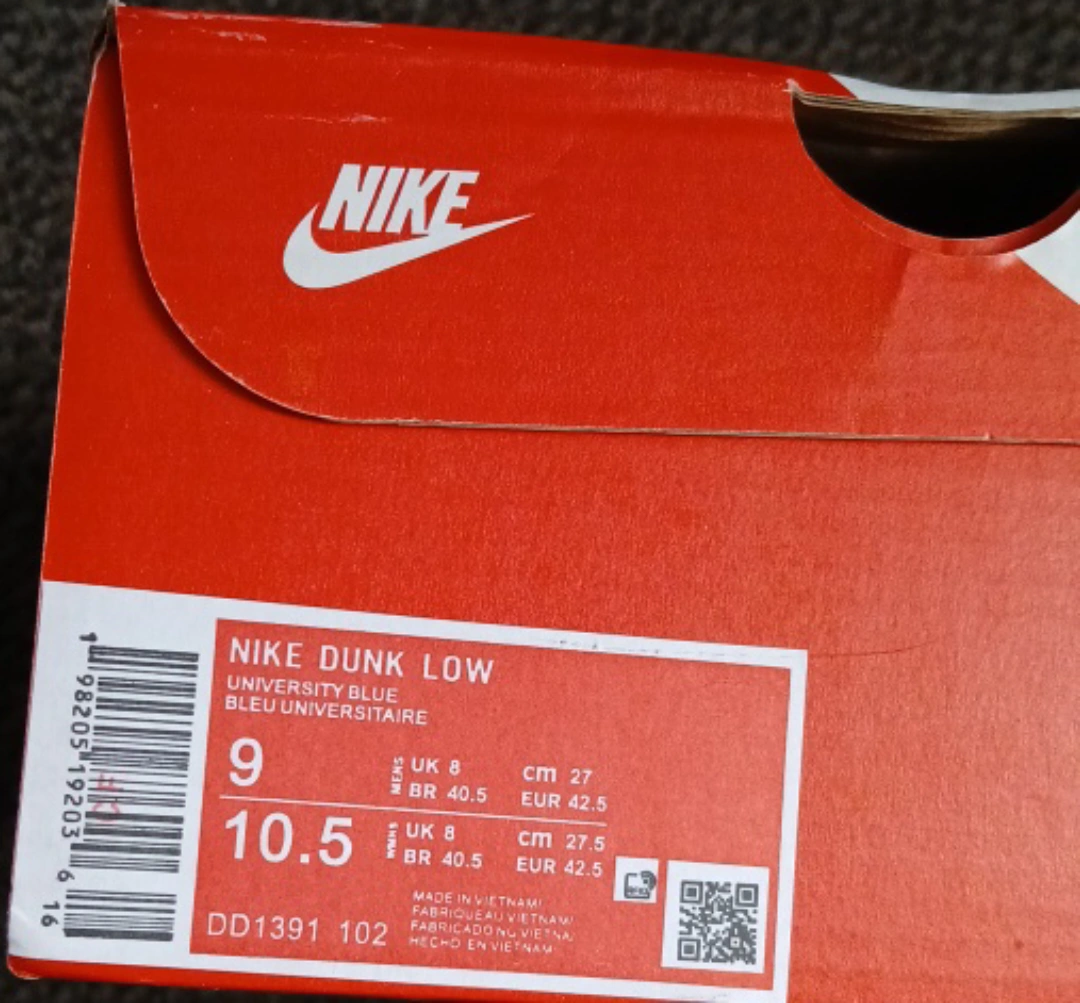 NIKE
NIKE DUNK LOW
UNIVERSITY BLUE
BLEU UNIVERSITAIRE
9 MENS UK 8 cm 27
BR 40.5 EUR 42.5
10.5 WMNS UK 8 cm 27.5
BR 40.5 EUR 42.5
DD1391 102
MADE IN VIETNAM/
FABRIQUE AU VIETNAM/
FABRICADO NO VIETNA/
HECHO EN VIETNAM
1 98205 19203 6 16